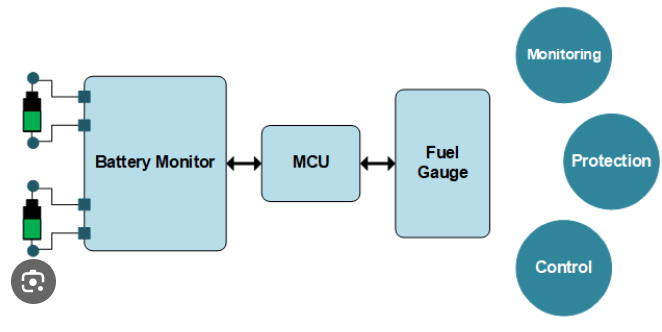 Monitoring
Battery Monitor
MCU
Fuel
Gauge
Protection
Control